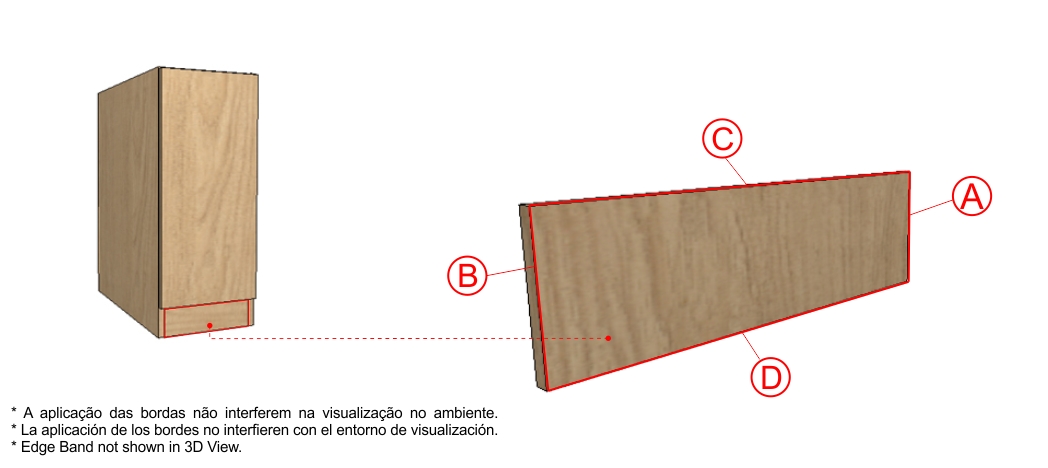 C
A
B
D
* A aplicação das bordas não interferem na visualização no ambiente.
* La aplicación de los bordes no interfieren con el entorno de visualización.
* Edge Band not shown in 3D View.